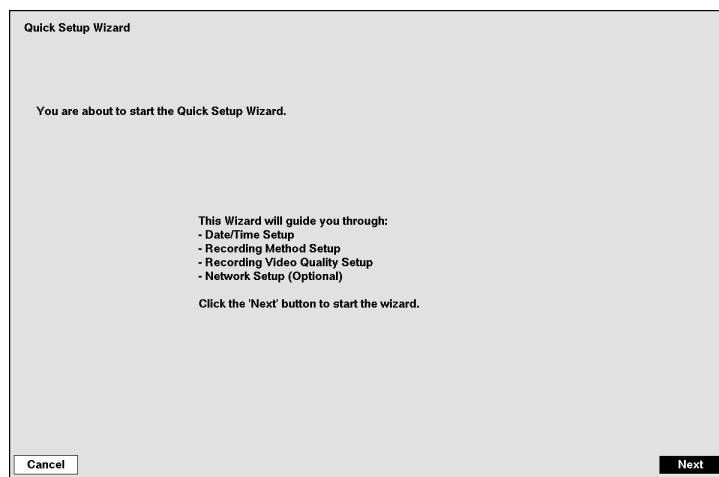 Quick Setup Wizard
You are about to start the Quick Setup Wizard.
This Wizard will guide you through:
- Date/Time Setup
- Recording Method Setup
- Recording Video Quality Setup
- Network Setup (Optional)
Click the 'Next' button to start the wizard.
Cancel
Next